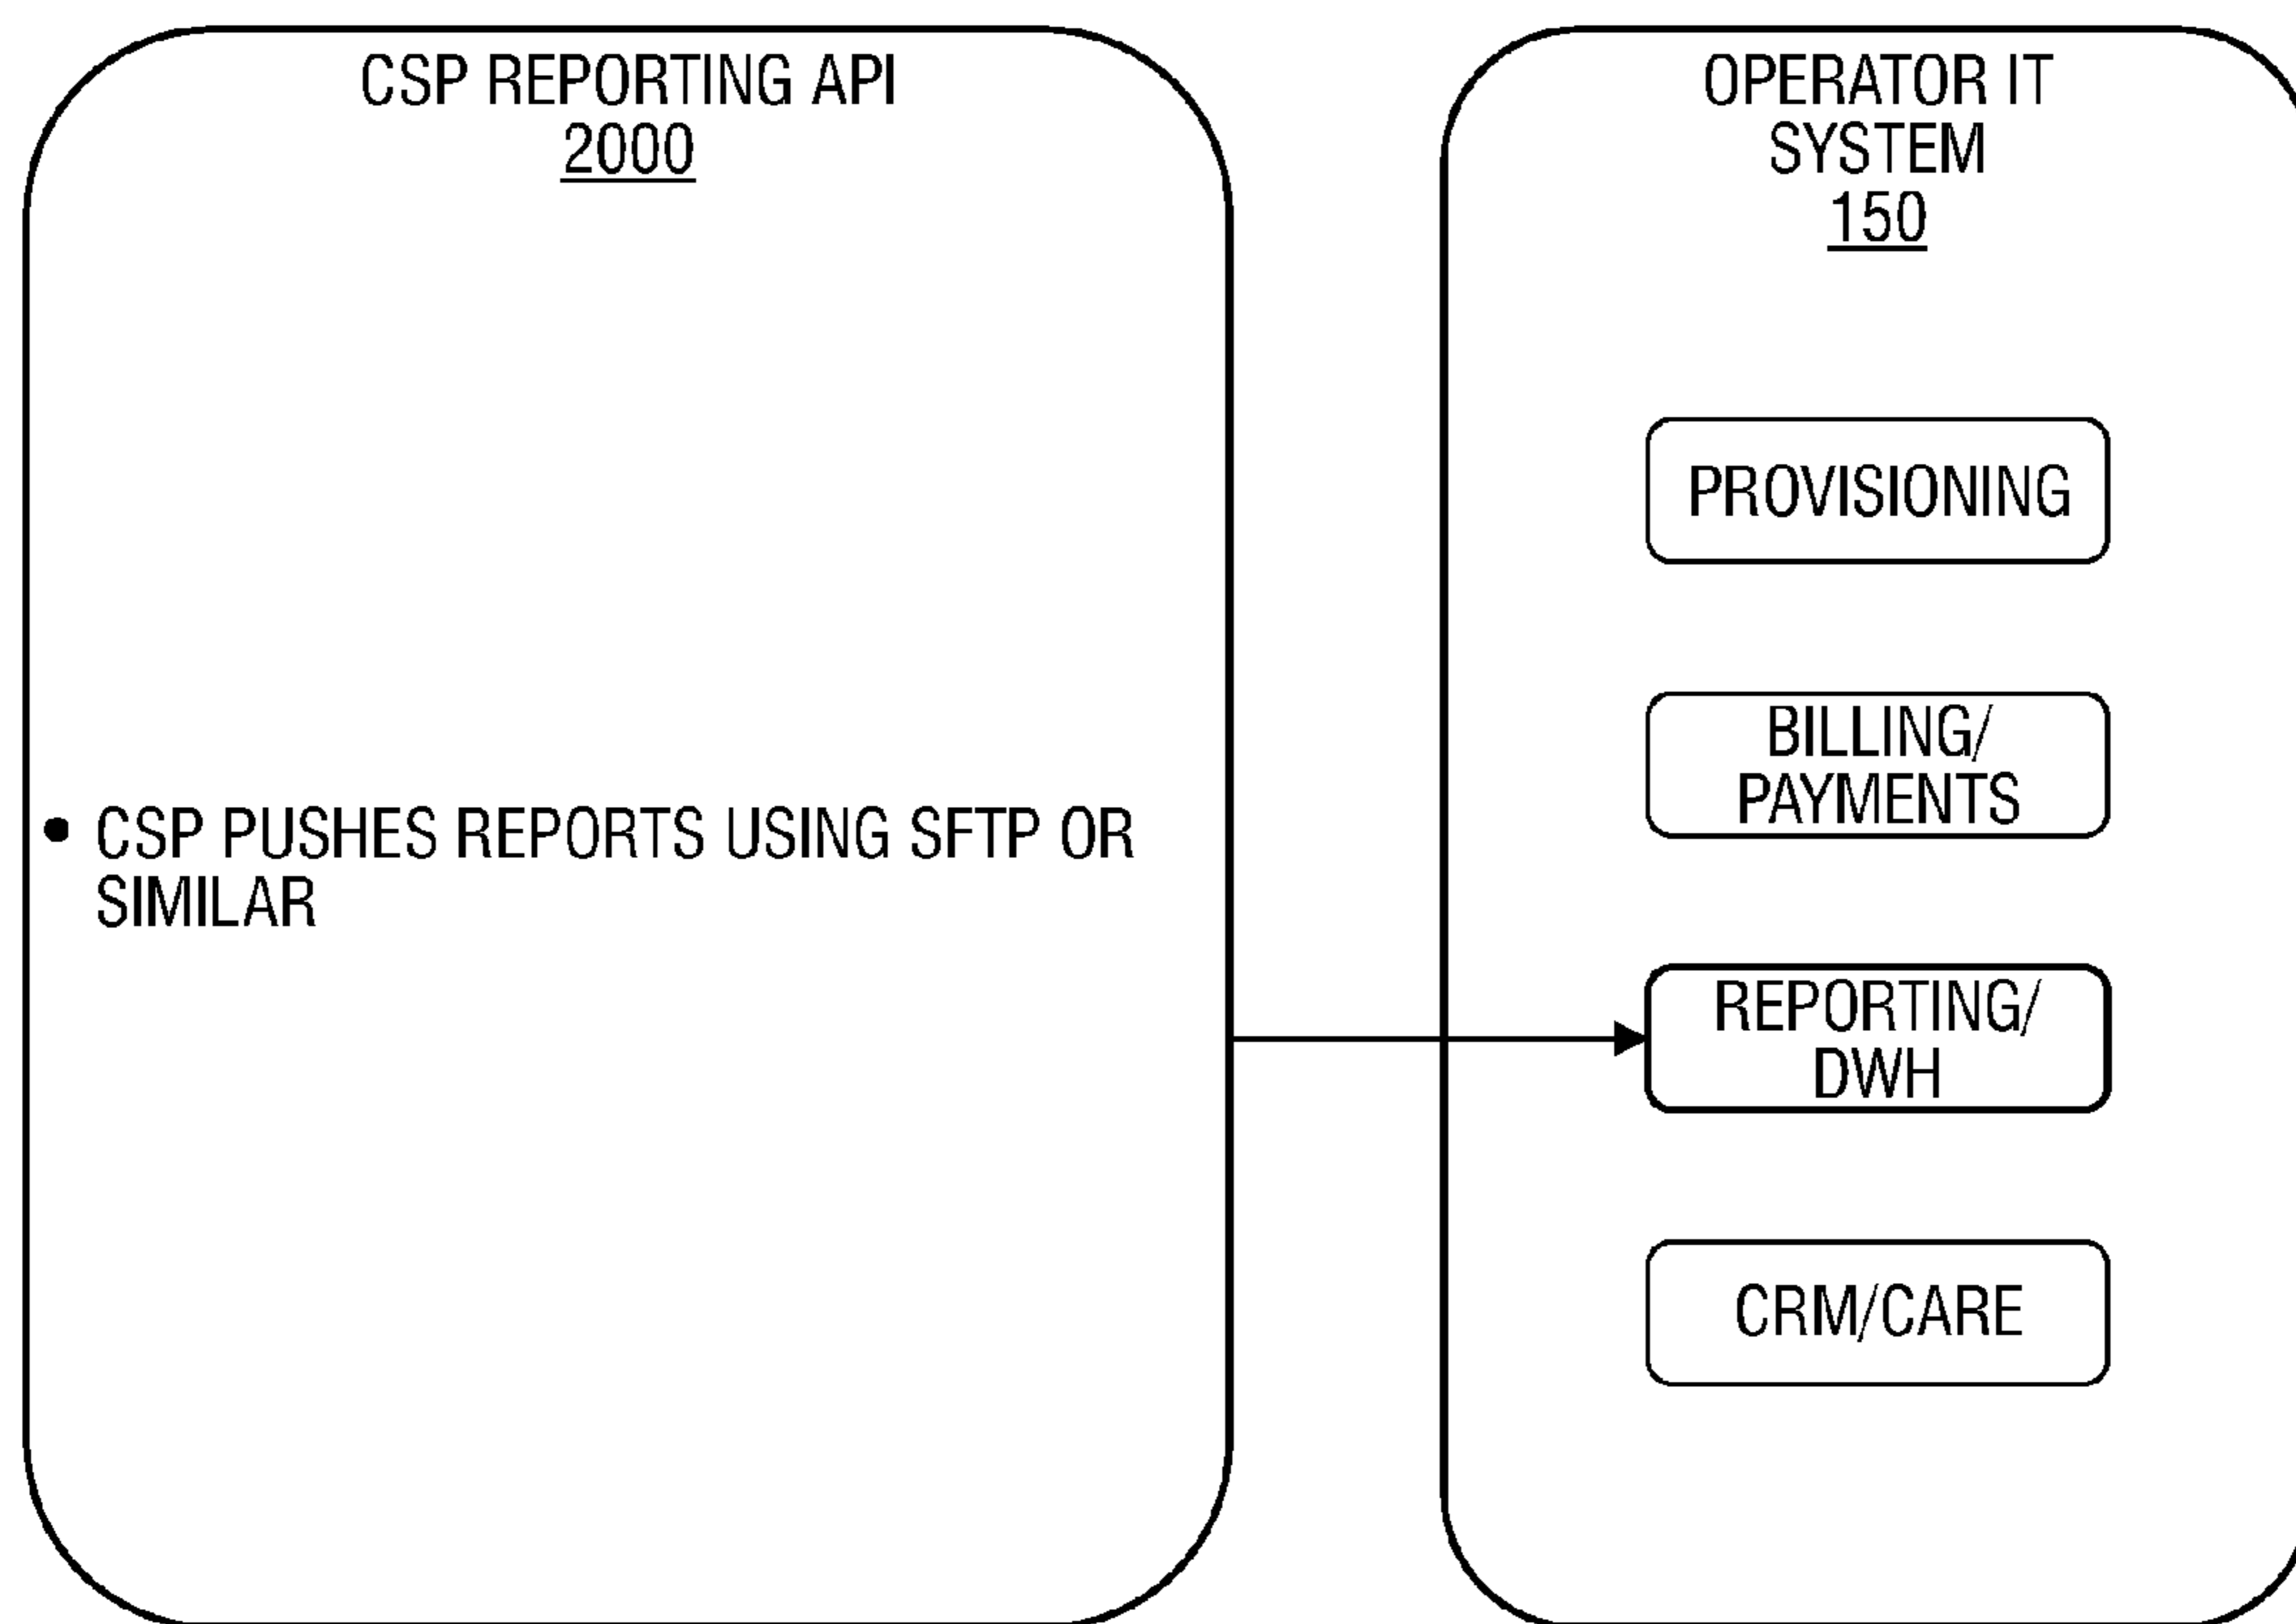 CSP REPORTING API
2000
• CSP PUSHES REPORTS USING SFTP OR
SIMILAR
OPERATOR IT
SYSTEM
150
PROVISIONING
BILLING/
PAYMENTS
REPORTING/
DWH
CRM/CARE